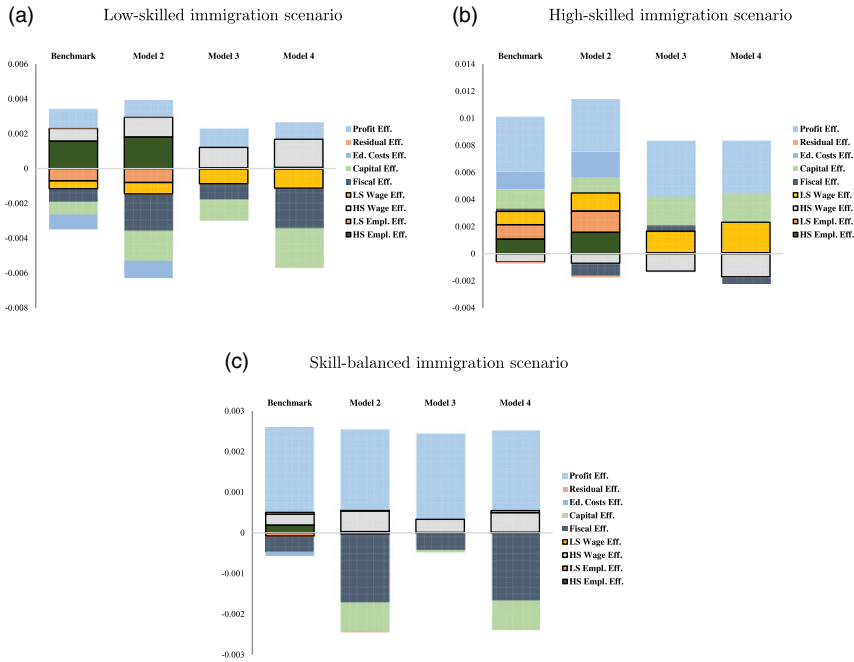 (a) Low-skilled immigration scenario
Benchmark Model 2 Model 3 Model 4
0.006
0.004
0.002
0
-0.002
-0.004
-0.006
-0.008
Profit Eff.
Residual Eff.
Ed. Costs Eff.
Capital Eff.
Fiscal Eff.
LS Wage Eff.
HS Wage Eff.
LS Empl. Eff.
HS Empl. Eff.
(b) High-skilled immigration scenario
Benchmark Model 2 Model 3 Model 4
0.014
0.012
0.01
0.008
0.006
0.004
0.002
0
-0.002
-0.004
Profit Eff.
Residual Eff.
Ed. Costs Eff.
Capital Eff.
Fiscal Eff.
LS Wage Eff.
HS Wage Eff.
LS Empl. Eff.
HS Empl. Eff.
(c) Skill-balanced immigration scenario
Benchmark Model 2 Model 3 Model 4
0.003
0.002
0.001
0
-0.001
-0.002
-0.003
Profit Eff.
Residual Eff.
Ed. Costs Eff.
Capital Eff.
Fiscal Eff.
LS Wage Eff.
HS Wage Eff.
LS Empl. Eff.
HS Empl. Eff.